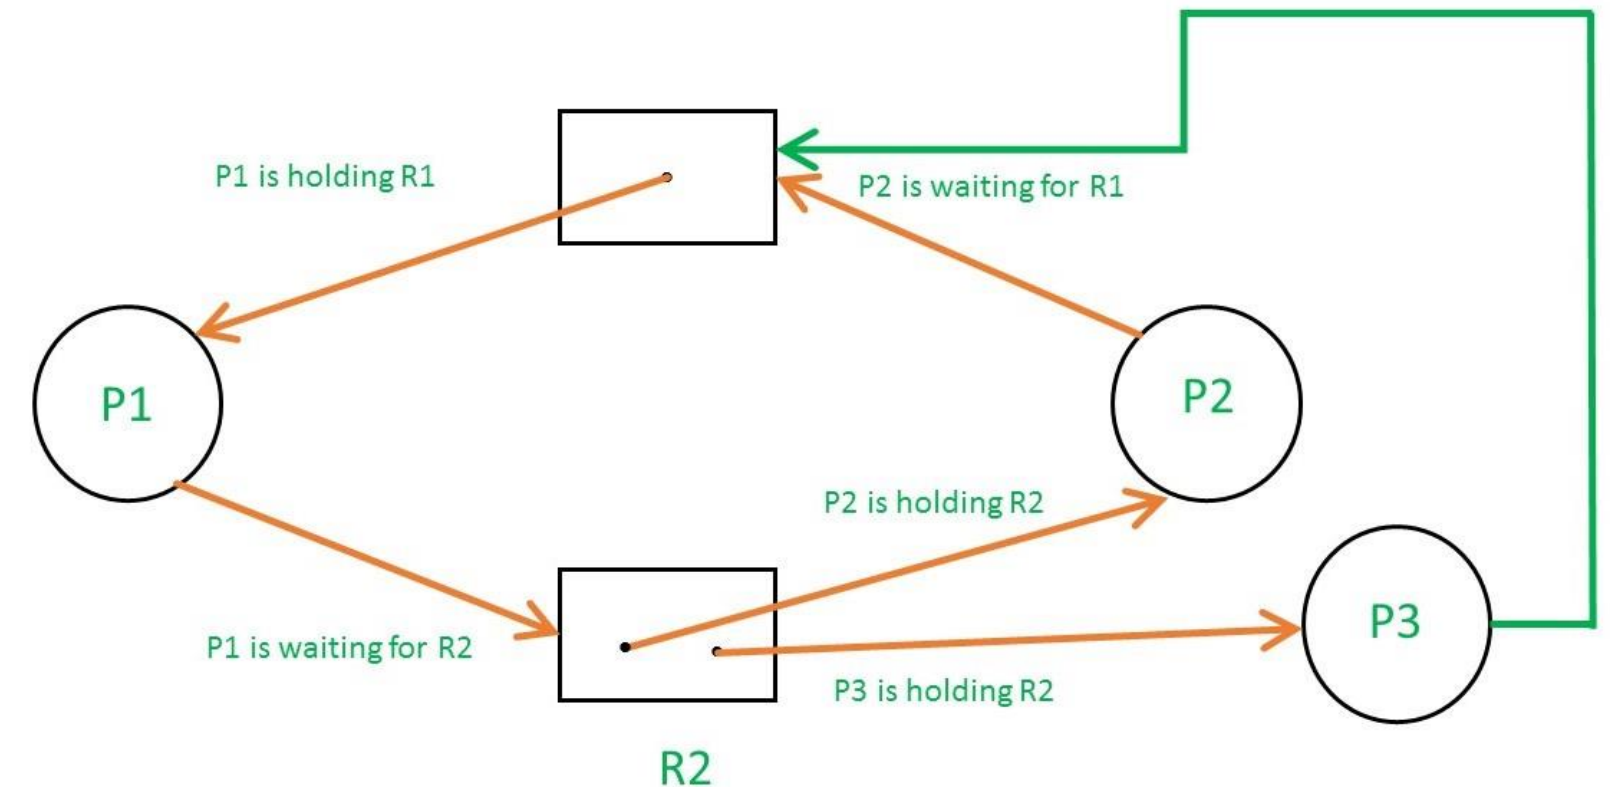 P1 is holding R1
P2 is waiting for R1
P1
P2
P2 is holding R2
P3
P1 is waiting for R2
P3 is holding R2
R2